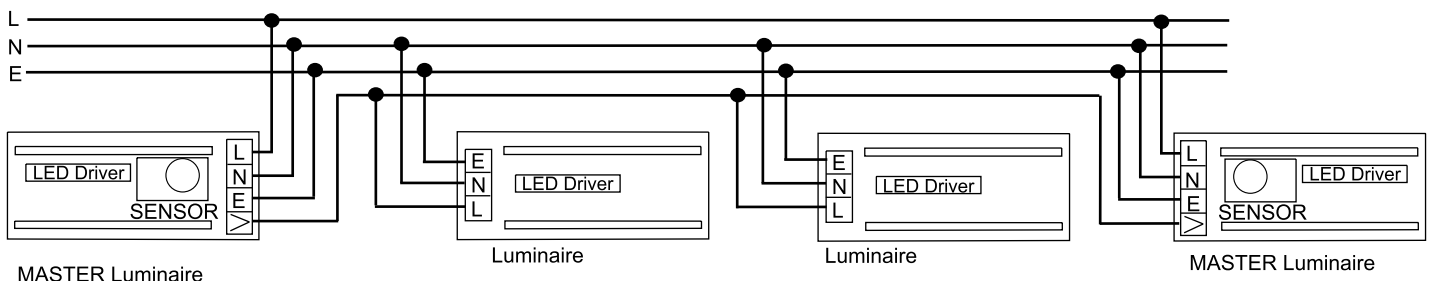 L
N
E
LED Driver
SENSOR
L
N
E
>
MASTER Luminaire
E
N
L
LED Driver
Luminaire
E
N
L
LED Driver
Luminaire
L
N
E
>
LED Driver
SENSOR
MASTER Luminaire